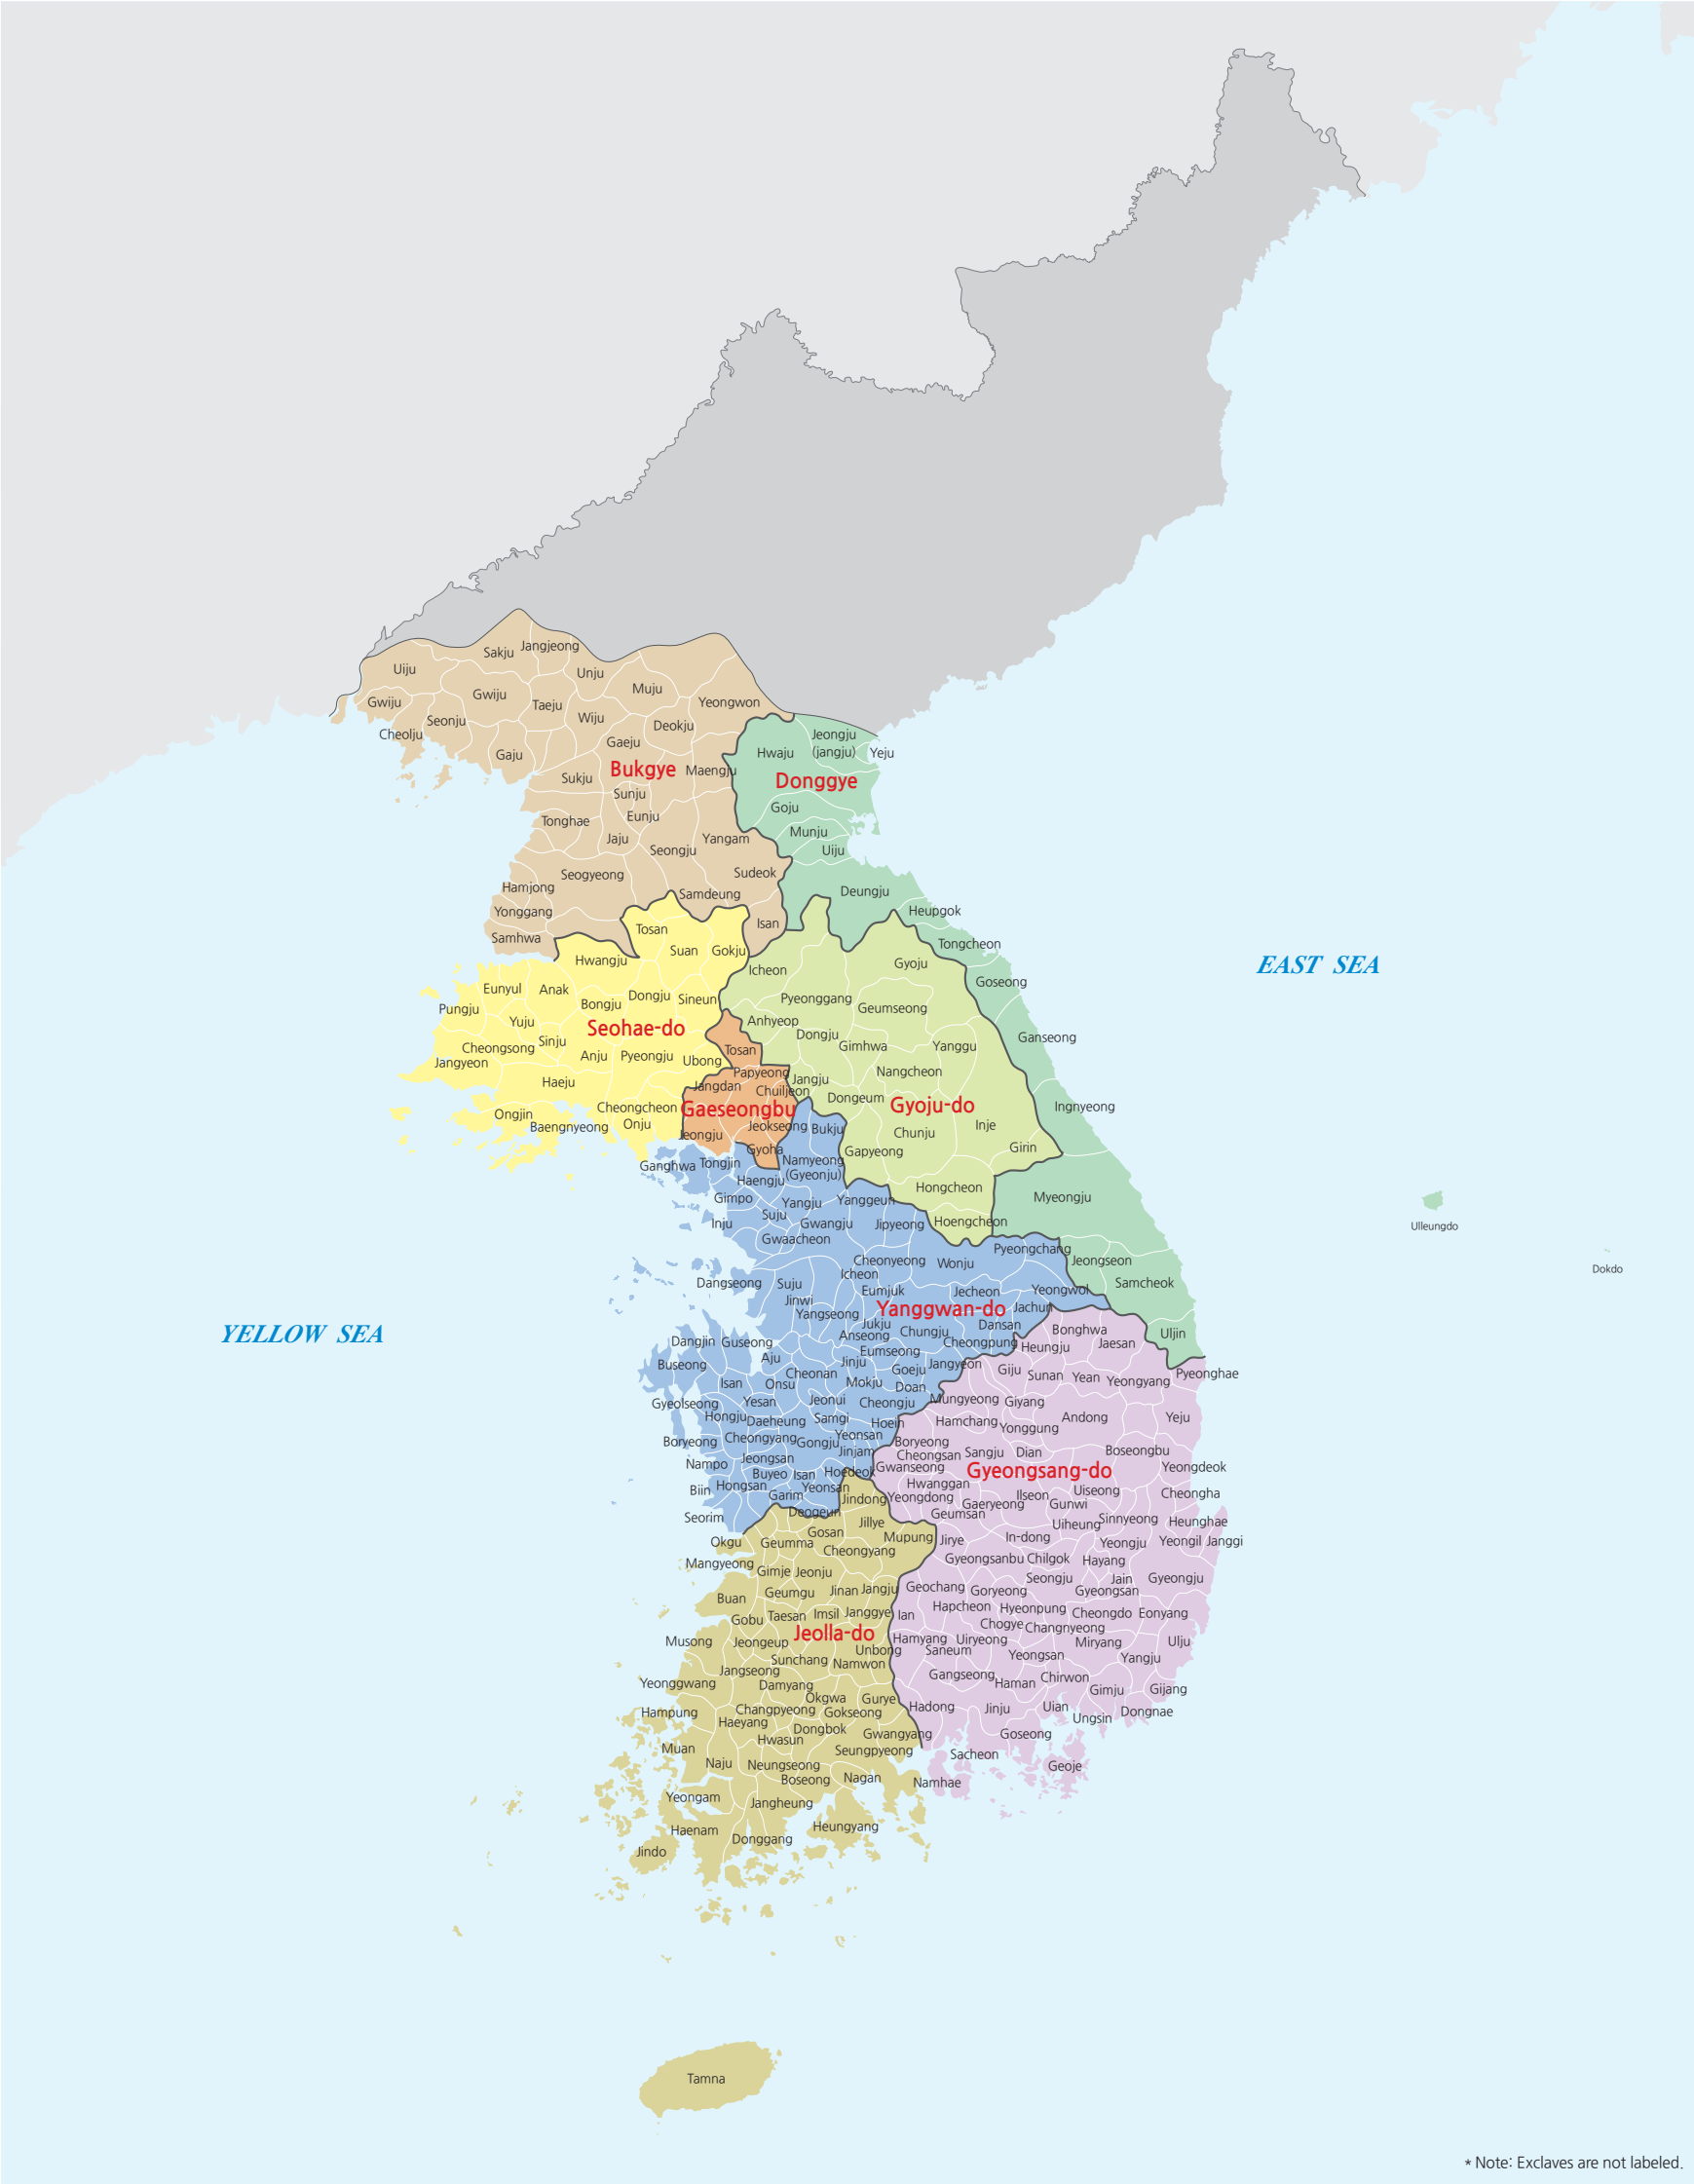 Jangjeong
Sakju
Uiju
Unju
Muju
Gwiju
Gwiju
Yeongwon
Taeju
Wiju
Seonju
Deokju
Cheolju
Gaeju
Jeongju
(jangju)
Hwaju
Yeju
Gaju
Bukgye
Maengju
Sukju
Donggye
Sunju
Goju
Eunju
Tonghae
Munju
Jaju
Yangam
Seongju
Uiju
Seogyeong
Sudeok
Hamjong
Samdeung
Deungju
Yonggang
Heupgok
Isan
Tosan
Samhwa
Tongcheon
Suan
Gokju
Hwangju
Gyoju
EAST SEA
Icheon
Goseong
Eunyul
Anak
Dongju
Sineun
Pyeonggang
Bongju
Geumseong
Pungju
Yuju
Seohae-do
Anhyeop
Dongju
Ganseong
Sinju
Cheongsong
Gimhwa
Yanggu
Tosan
Anju
Pyeongju
Ubong
Jangyeon
Papyeong
Nangcheon
Haeju
Jangju
Jangdan
Chuiljeon
Dongeum
Cheongcheon
Gaeseongbu
Gyoju-do
Ingnyeong
Ongjin
Baengnyeong
Onju
Jeokseong
Bukju
Inje
Jeongju
Chunju
Gyoha
Girin
Gapyeong
Ganghwa
Tongjin
Namyeong
(Gyeonju)
Haengju
Hongcheon
Gimpo
Yangju
Yanggeun
Myeongju
Suju
Inju
Gwangju
Jipyeong
Hoengcheon
Ulleungdo
Gwaacheon
Pyeongchang
Cheonyeong
Wonju
Jeongseon
Dokdo
Icheon
Dangseong
Suju
Samcheok
Eumjuk
Jecheon
Yeongwol
Jinwi
Yanggwan-do
Jachun
Yangseong
Jukju
Dansan
YELLOW SEA
Anseong
Chungju
Bonghwa
Uljin
Dangjin
Guseong
Cheongpung
Jaesan
Eumseong
Heungju
Aju
Jinju
Buseong
Goeju
Jangyeon
Giju
Cheonan
Sunan
Yean
Pyeonghae
Isan
Onsu
Mokju
Doan
Yeongyang
Gyeolseong
Yesan
Jeonui
Cheongju
Mungyeong
Giyang
Hongju
Daeheung
Samgi
Hoein
Hamchang
Andong
Yeju
Yonggung
Boryeong
Cheongyang
Gongju
Yeonsan
Boryeong
Jinjam
Cheongsan
Sangju
Dian
Boseongbu
Jeongsan
Nampo
Gwanseong
Gyeongsang-do
Yeongdeok
Buyeo
Isan
Hoedeok
Hongsan
Yeonsan
Hwanggan
Biin
Garim
Jindong
Yeongdong
Ilseon
Uiseong
Cheongha
Gaeryeong
Gunwi
Deogeun
Geumsan
Seorim
Jillye
Uiheung
Sinnyeong
Heunghae
Gosan
Okgu
Geumma
Mupung
Jirye
In-dong
Yeongju
Yeongil
Janggi
Cheongyang
Mangyeong
Gyeongsanbu
Chilgok
Hayang
Gimje
Jeonju
Seongju
Jain
Gyeongju
Geumgu
Jinan
Jangju
Geochang
Goryeong
Gyeongsan
Buan
Gobu
Taesan
Imsil
Janggye
Ian
Hapcheon
Hyeonpung
Cheongdo
Eonyang
Jeolla-do
Chogye
Changnyeong
Musong
Jeongeup
Hamyang
Uiryeong
Miryang
Ulju
Unbong
Saneum
Yeongsan
Sunchang
Namwon
Yangju
Jangseong
Gangseong
Chirwon
Yeonggwang
Damyang
Haman
Gimju
Gijang
Okgwa
Gurye
Hadong
Jinju
Uian
Hampung
Changpyeong
Gokseong
Dongnae
Haeyang
Ungsin
Dongbok
Gwangyang
Goseong
Hwasun
Muan
Seungpyeong
Sacheon
Naju
Neungseong
Geoje
Boseong
Nagan
Namhae
Yeongam
Jangheung
Haenam
Heungyang
Donggang
Jindo
Tamna
* Note: Exclaves are not labeled.